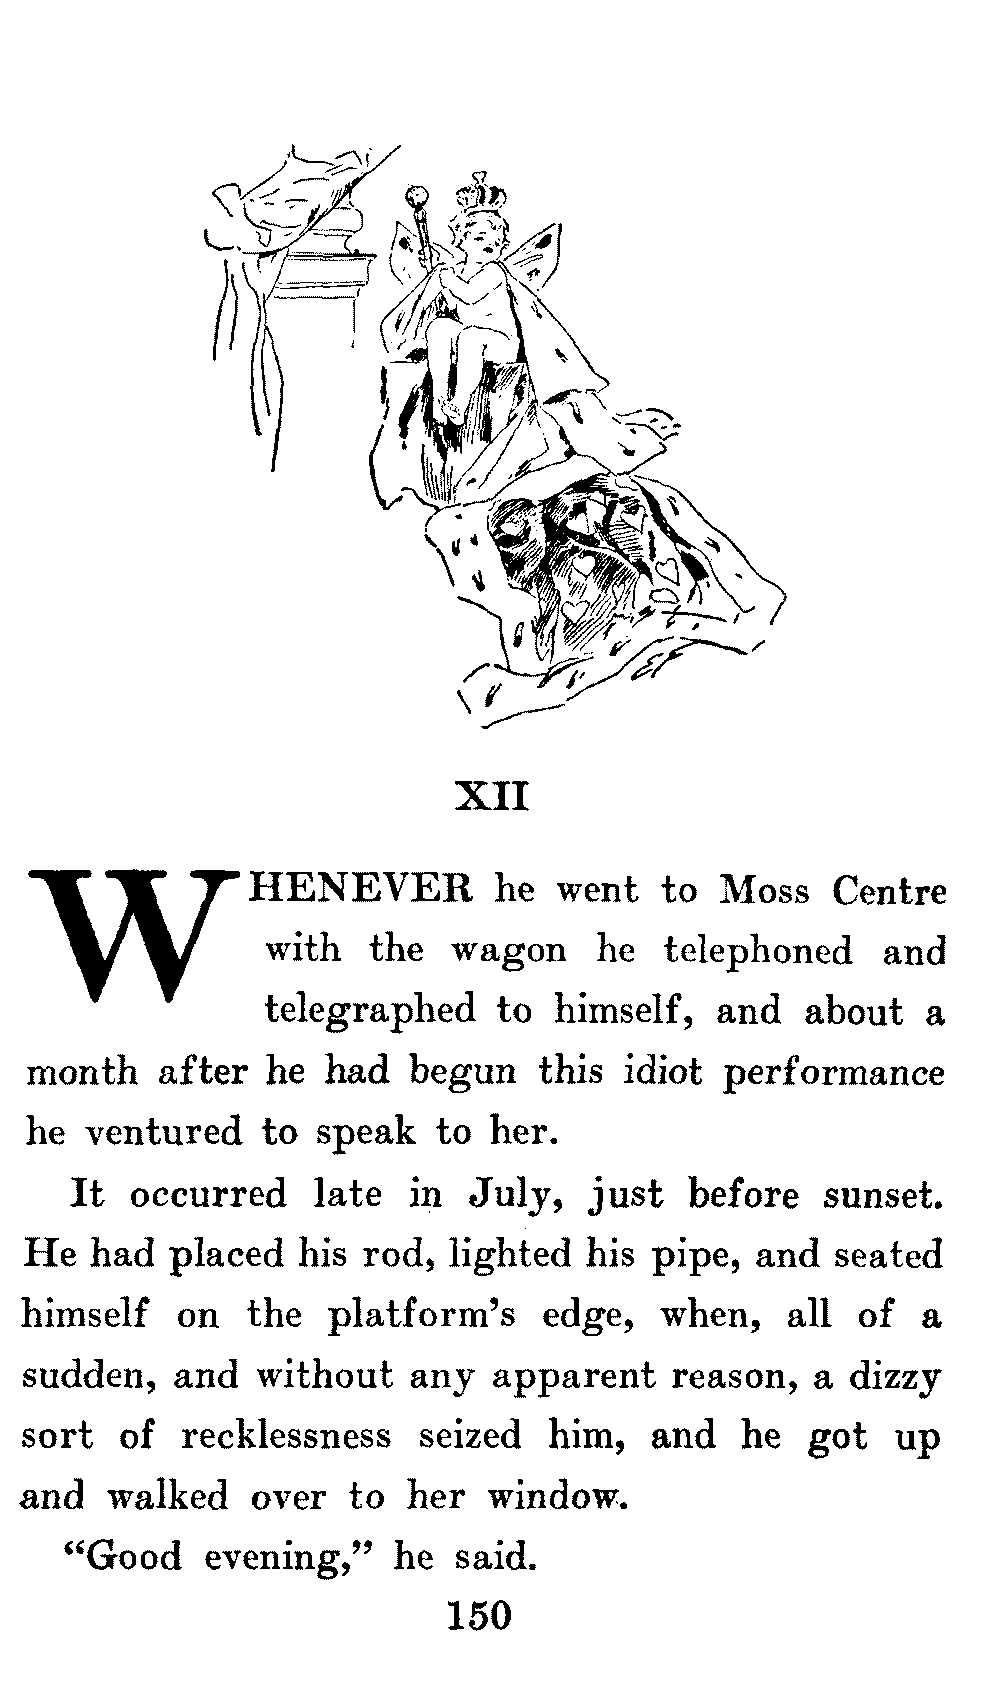 XII
WHENEVER he went to Moss Centre
with the wagon he telephoned and
telegraphed to himself, and about a
month after he had begun this idiot performance
he ventured to speak to her.
It occurred late in July, just before sunset.
He had placed his rod, lighted his pipe, and seated
himself on the platform's edge, when, all of a
sudden, and without any apparent reason, a dizzy
sort of recklessness seized him, and he got up
and walked over to her window.
“Good evening,” he said.
150